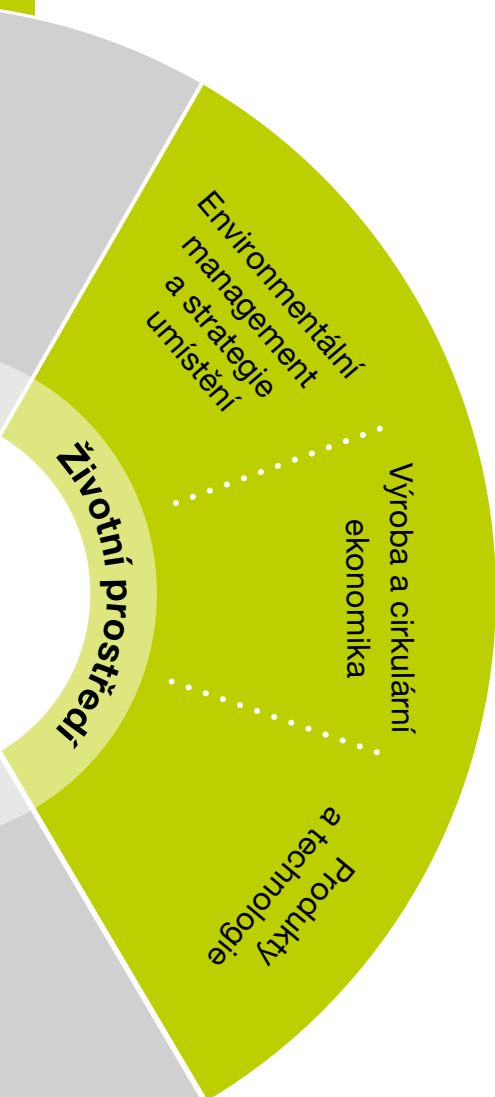 Environmentální
management
a strategie
umístění
Životní prostředí
Výroba a cirkulární
ekonomika
Produkty
a technologie